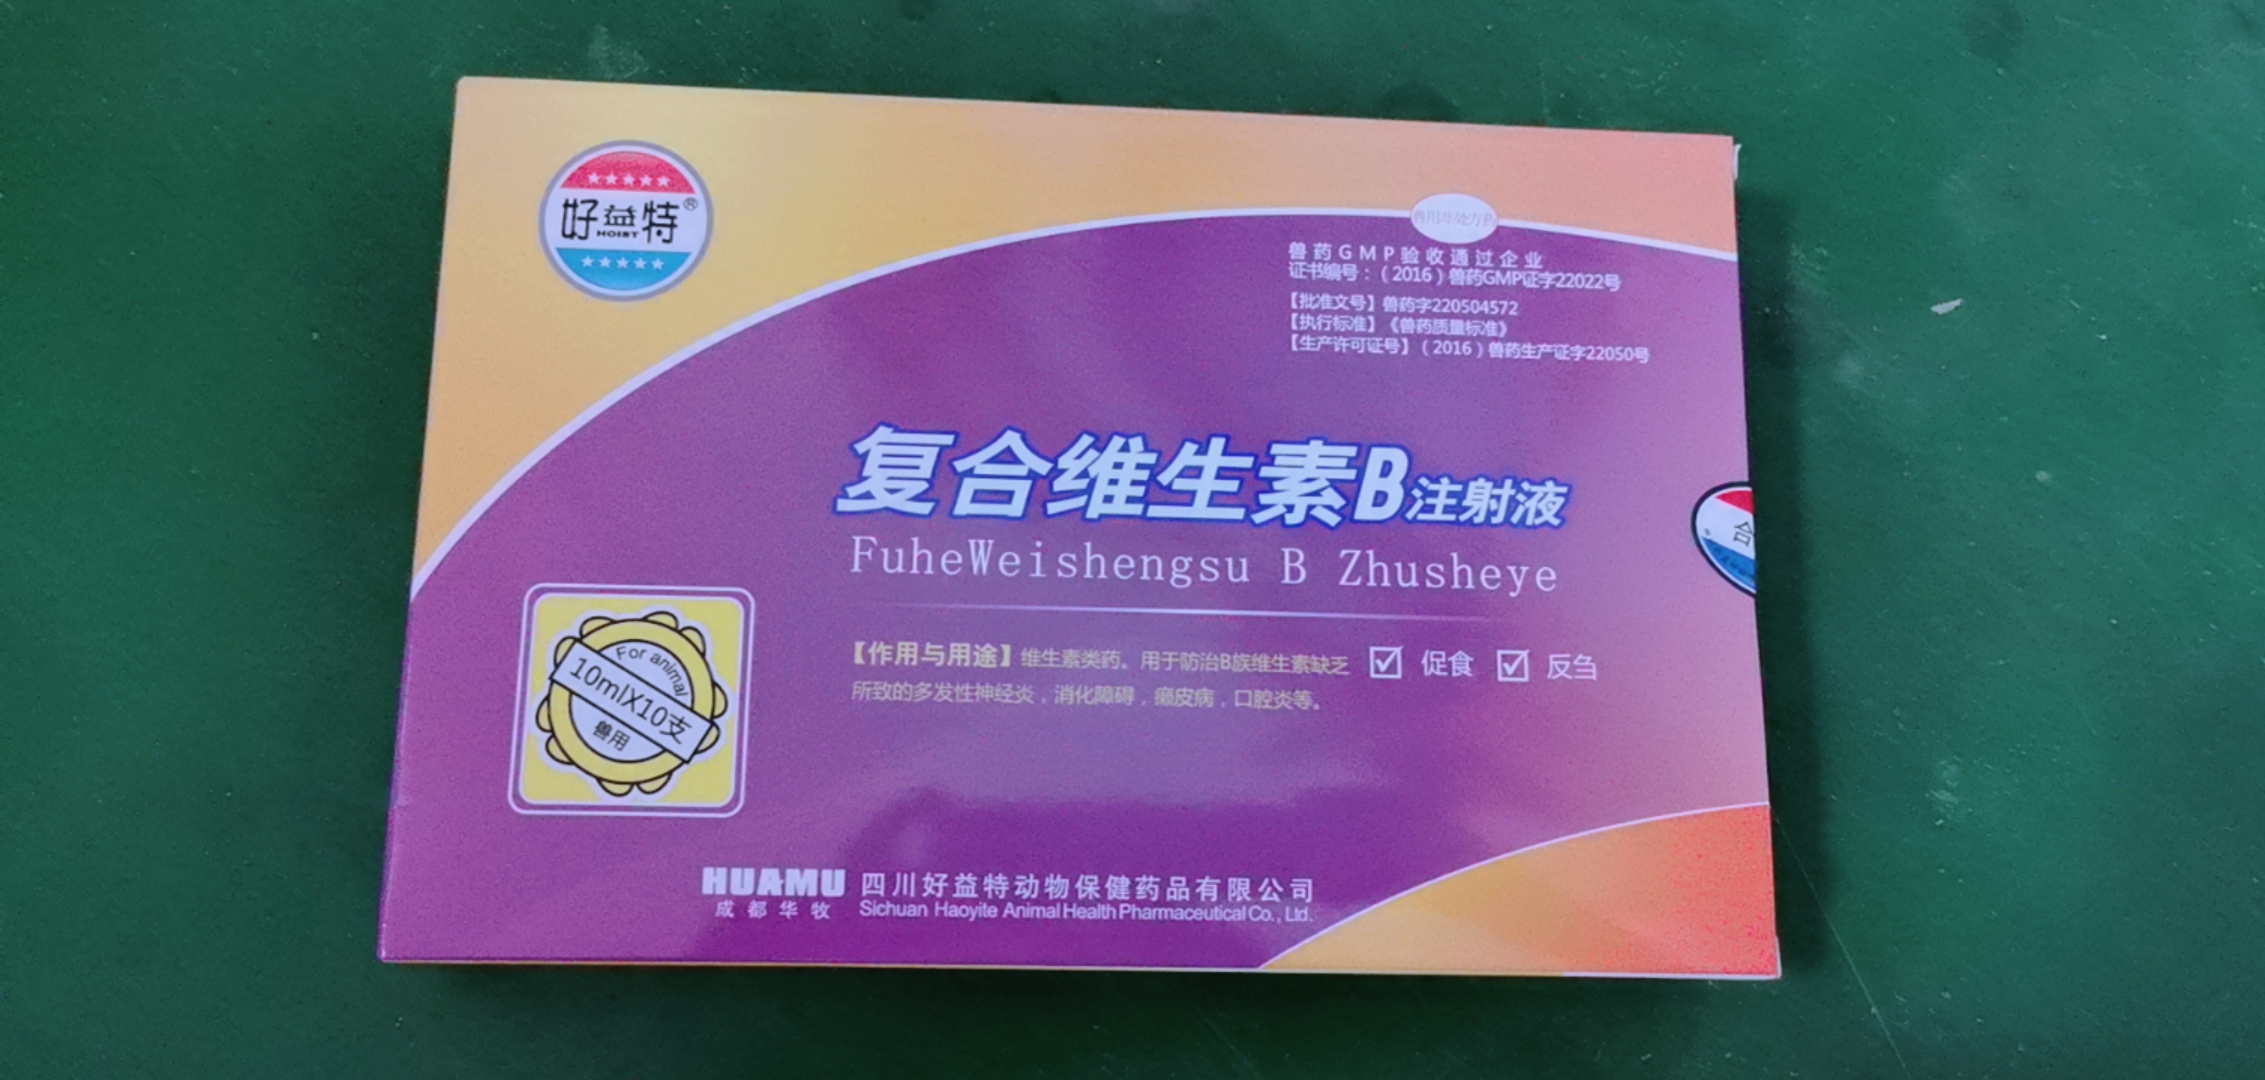 好益特®
HOIST
兽用非处方药
兽药GMP验收通过企业
证书编号：（2016）兽药GMP证字22022号
【批准文号】兽药字220504572
【执行标准】《兽药质量标准》
【生产许可证号】（2016）兽药生产证字22050号
复合维生素B注射液
FuheWeishengsu B Zhusheye
合
【作用与用途】维生素类药。用于防治B族维生素缺乏
所致的多发性神经炎，消化障碍，癞皮病，口腔炎等。
☑ 促食 ☑ 反刍
For animal
10mlX10支
兽用
HUAMU 四川好益特动物保健药品有限公司
成都华牧 Sichuan Haoyite Animal Health Pharmaceutical Co., Ltd.